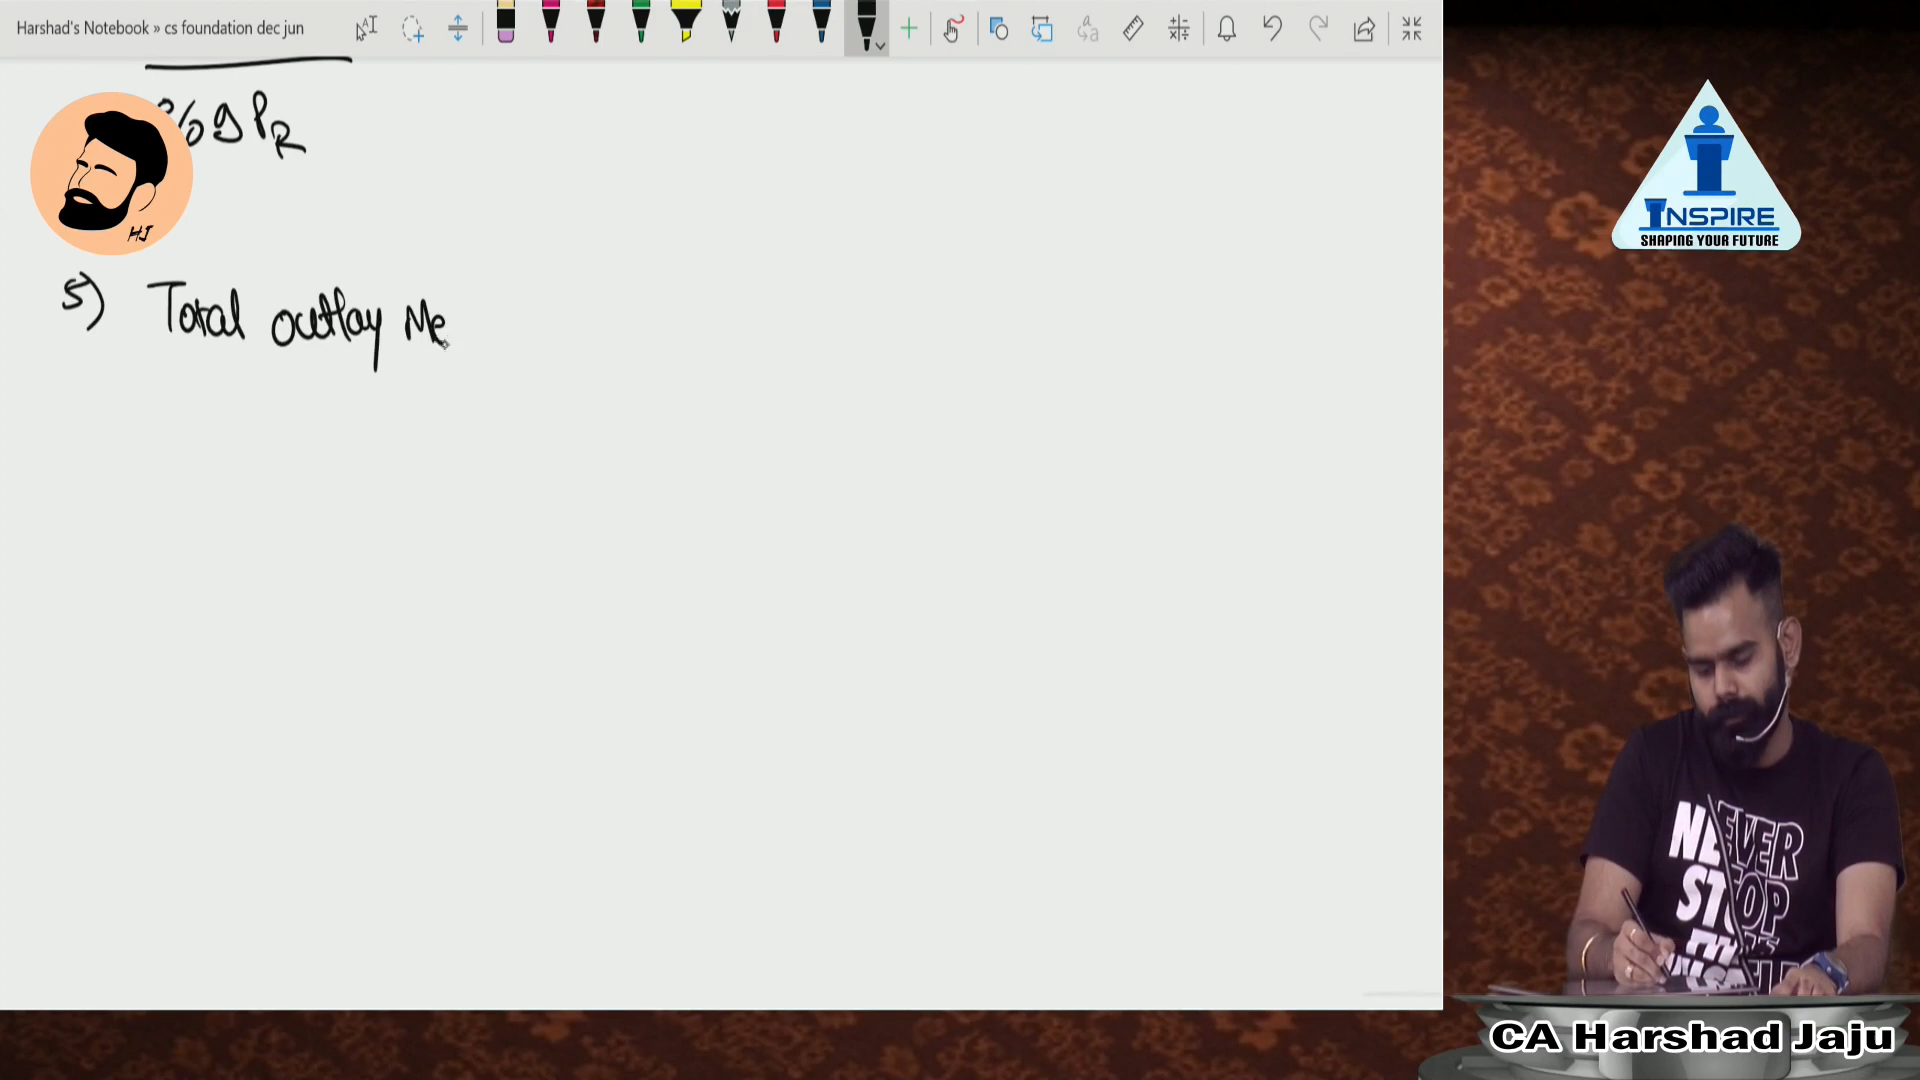 Harshad's Notebook » cs foundation dec jun
% g PR
HJ
5) Total outlay Me
INSPIRE
SHAPING YOUR FUTURE
NEVER
STOP
CA Harshad Jaju